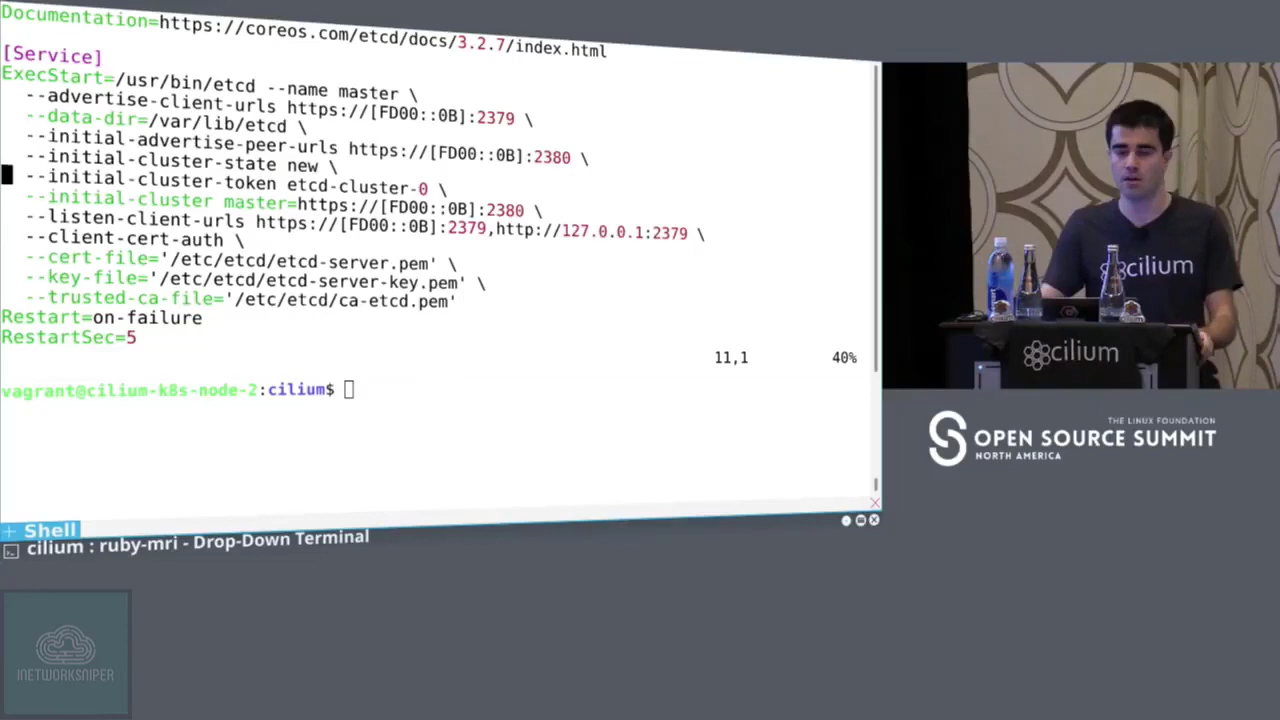 Documentation=https://coreos.com/etcd/docs/3.2.7/index.html
[Service]
ExecStart=/usr/bin/etcd --name master \
--advertise-client-urls https://[FD00::0B]:2379 \
--data-dir=/var/lib/etcd \
--initial-advertise-peer-urls https://[FD00::0B]:2380 \
--initial-cluster-state new \
--initial-cluster-token etcd-cluster-0 \
--initial-cluster master=https://[FD00::0B]:2380 \
--listen-client-urls https://[FD00::0B]:2379,http://127.0.0.1:2379 \
--client-cert-auth \
--cert-file='/etc/etcd/etcd-server.pem' \
--key-file='/etc/etcd/etcd-server-key.pem' \
--trusted-ca-file='/etc/etcd/ca-etcd.pem'
Restart=on-failure
RestartSec=5
11,1 40%
vagrant@cilium-k8s-node-2:cilium$
+ Shell
cilium : ruby-mri - Drop-Down Terminal
cilium
cilium
THE LINUX FOUNDATION
OPEN SOURCE SUMMIT
NORTH AMERICA
INETWORKSNIPER